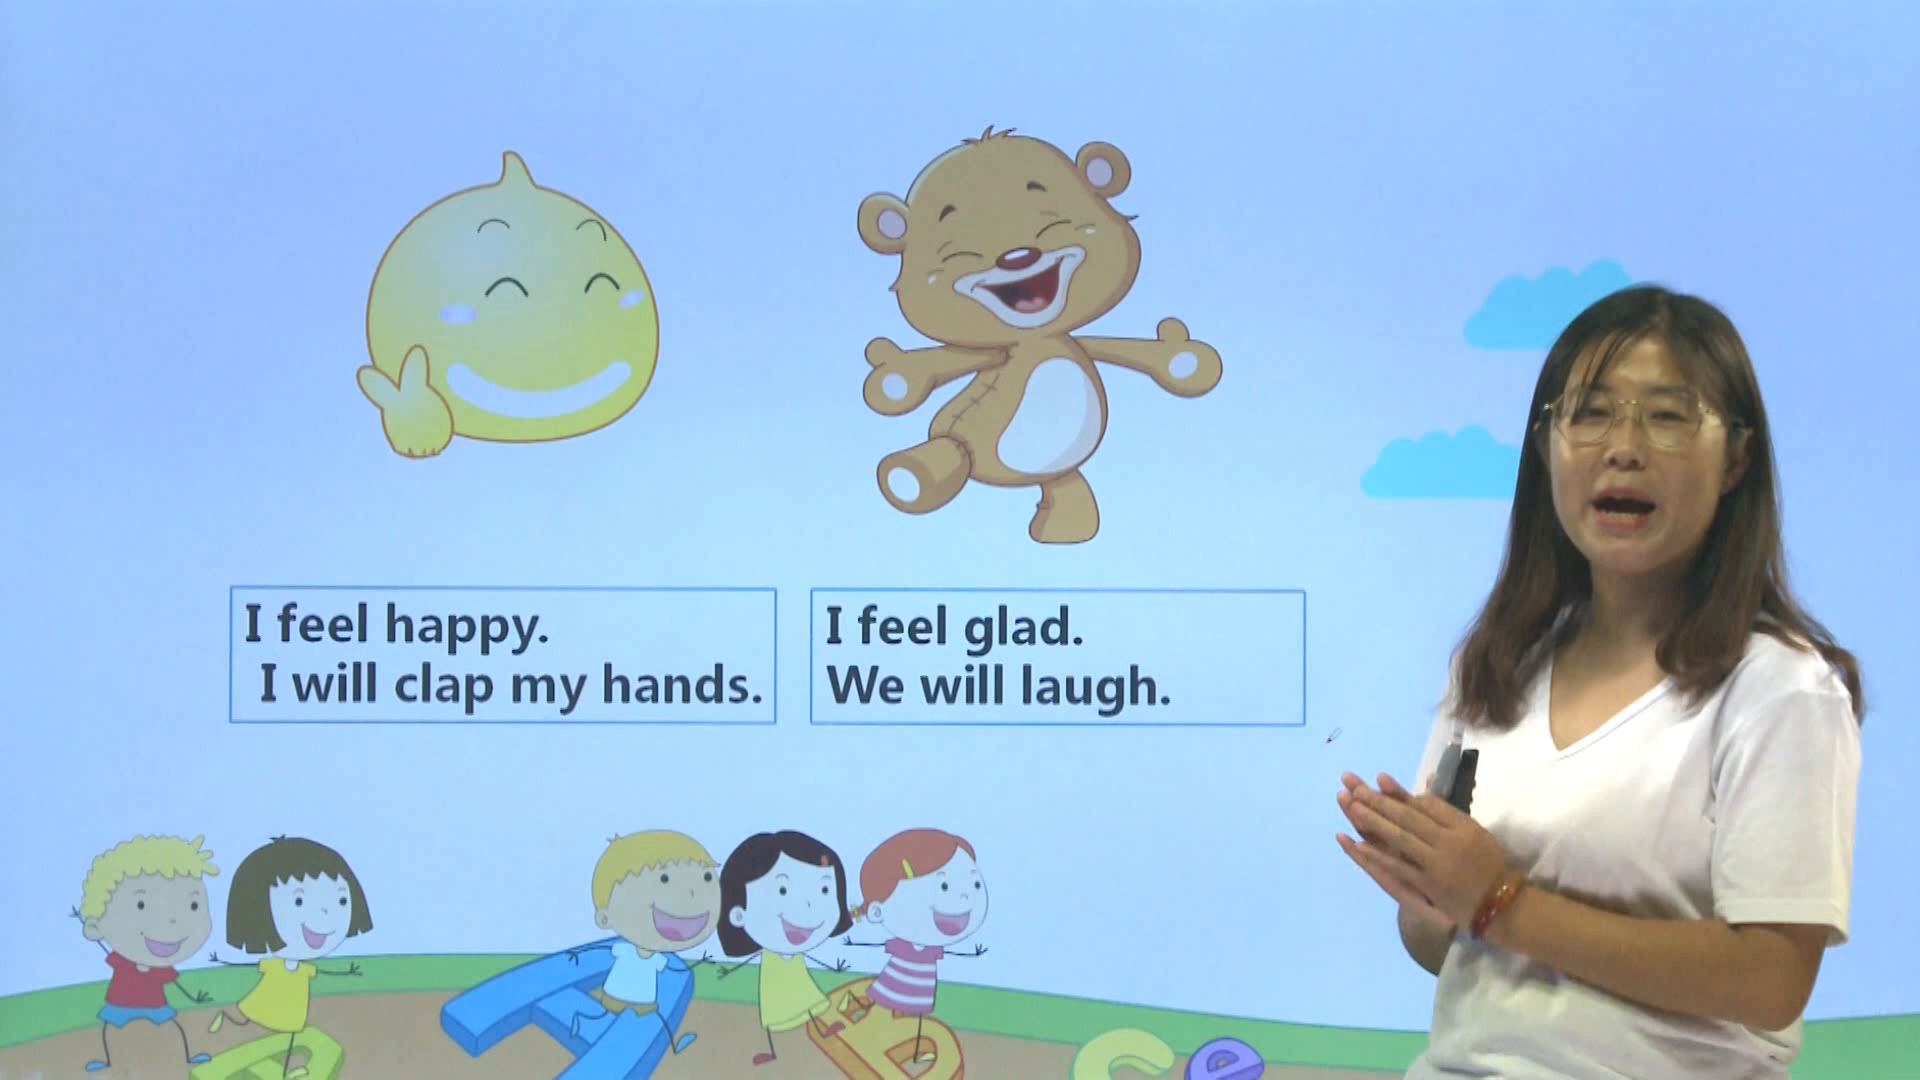 I feel happy.
I will clap my hands.
I feel glad.
We will laugh.